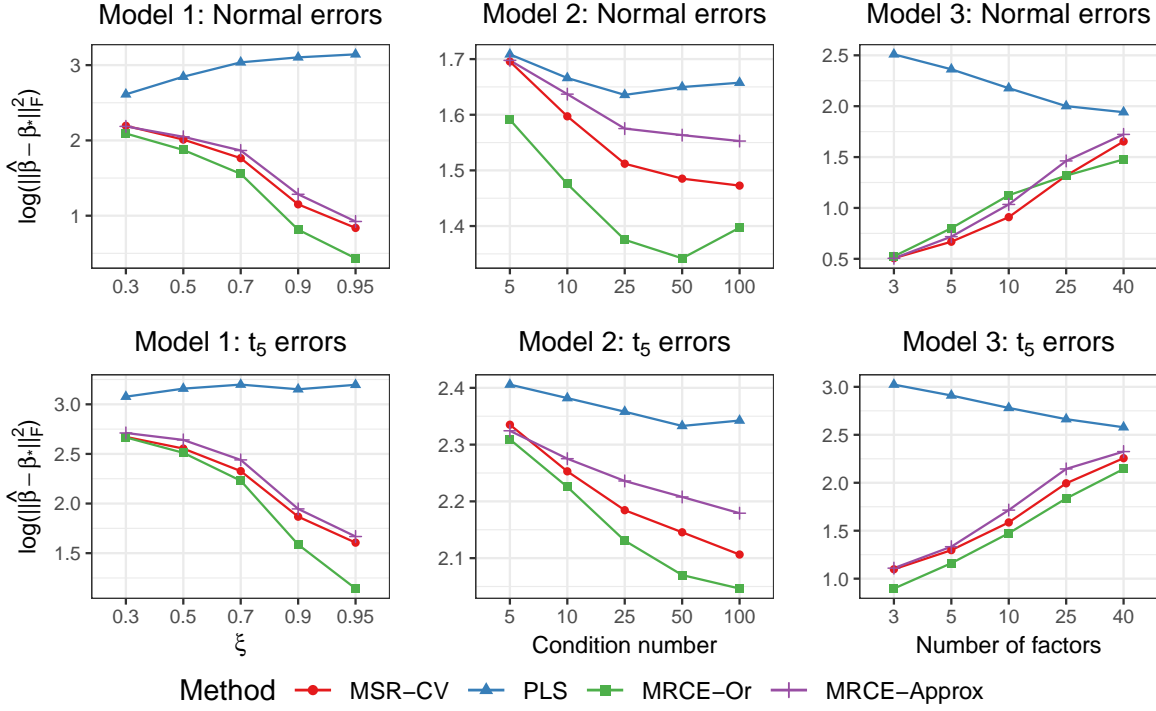 Model 1: Normal errors
Model 2: Normal errors
Model 3: Normal errors
log(||β̂ − β*||²F)
3
2
1
0.3 0.5 0.7 0.9 0.95
1.7
1.6
1.5
1.4
5 10 25 50 100
2.5
2.0
1.5
1.0
0.5
3 5 10 25 40
Model 1: t₅ errors
Model 2: t₅ errors
Model 3: t₅ errors
log(||β̂ − β*||²F)
3.0
2.5
2.0
1.5
0.3 0.5 0.7 0.9 0.95
ξ
2.4
2.3
2.2
2.1
5 10 25 50 100
Condition number
3.0
2.5
2.0
1.5
1.0
3 5 10 25 40
Number of factors
Method MSR−CV PLS MRCE−Or MRCE−Approx